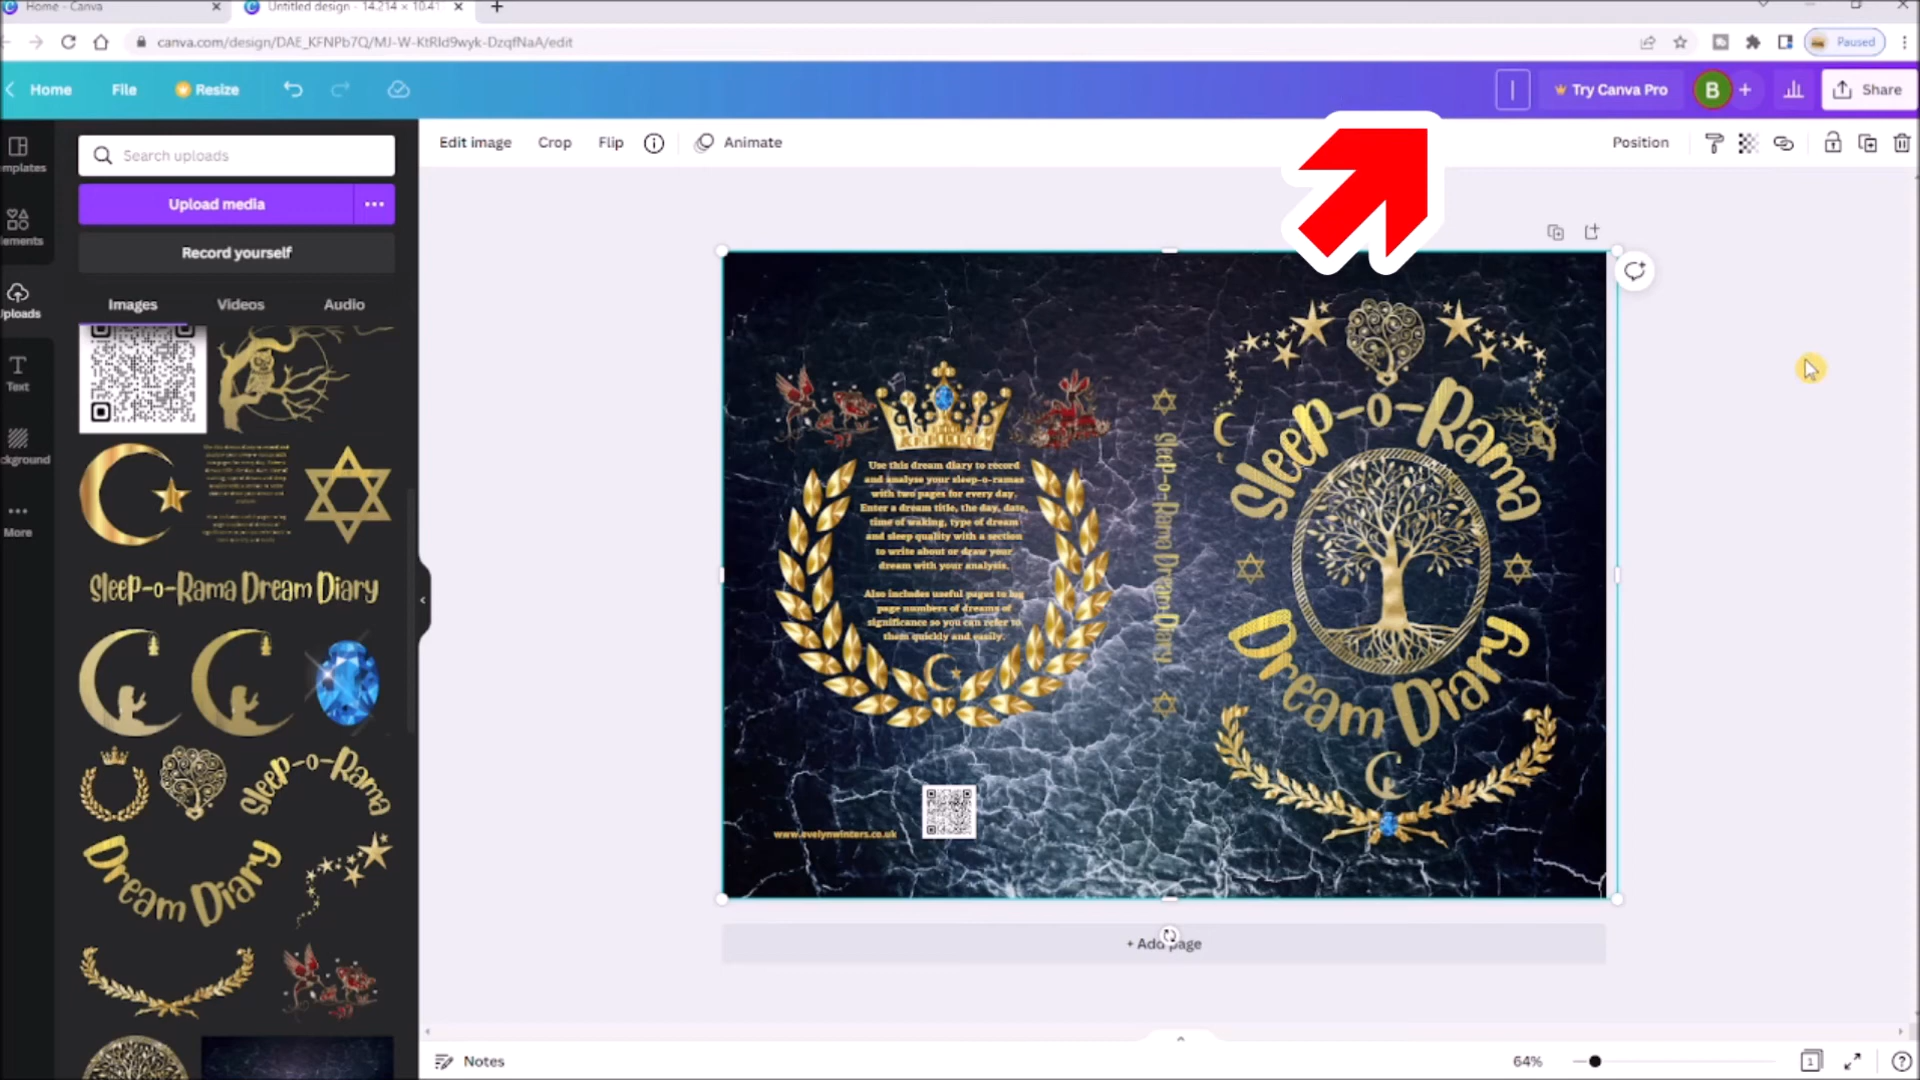 Home - Canva
Untitled design - 14.214 × 10.41
canva.com/design/DAE_KFNPb7Q/MJ-W-KtRld9wyk-DzqfNaA/edit
Paused
Home
File
Resize
Try Canva Pro
B
Share
Edit image
Crop
Flip
Animate
Position
Search uploads
Upload media
Record yourself
Images
Videos
Audio
mplates
lements
Uploads
Text
ckground
More
Sleep-o-Rama Dream Diary
Sleep-o-Rama
Dream Diary
Use this dream diary to record
and analyse your sleep-o-ramas
with two pages for every day.
Enter a dream title, the day, date,
time of waking, type of dream
and sleep quality with a section
to write about or draw your
dream with your analysis.
Also includes useful pages to log
page numbers of dreams of
significance so you can refer to
them quickly and easily.
www.evelynwinters.co.uk
Sleep-o-Rama Dream Diary
Sleep-o-Rama
Dream Diary
+ Add page
Notes
64%
1